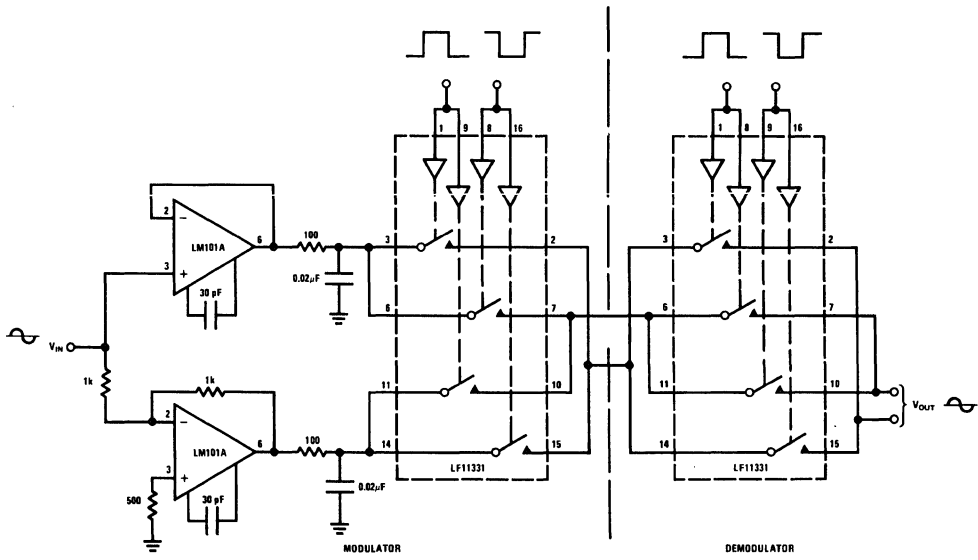 1 9 8 16
1 8 9 16
2
LM101A
6
100
3
2
3
2
3
30 pF
0.02μF
6
7
6
7
VIN
1k
1k
11
10
11
10
VOUT
2
LM101A
6
100
14
15
14
15
3
30 pF
0.02μF
LF11331
LF11331
500
MODULATOR
DEMODULATOR